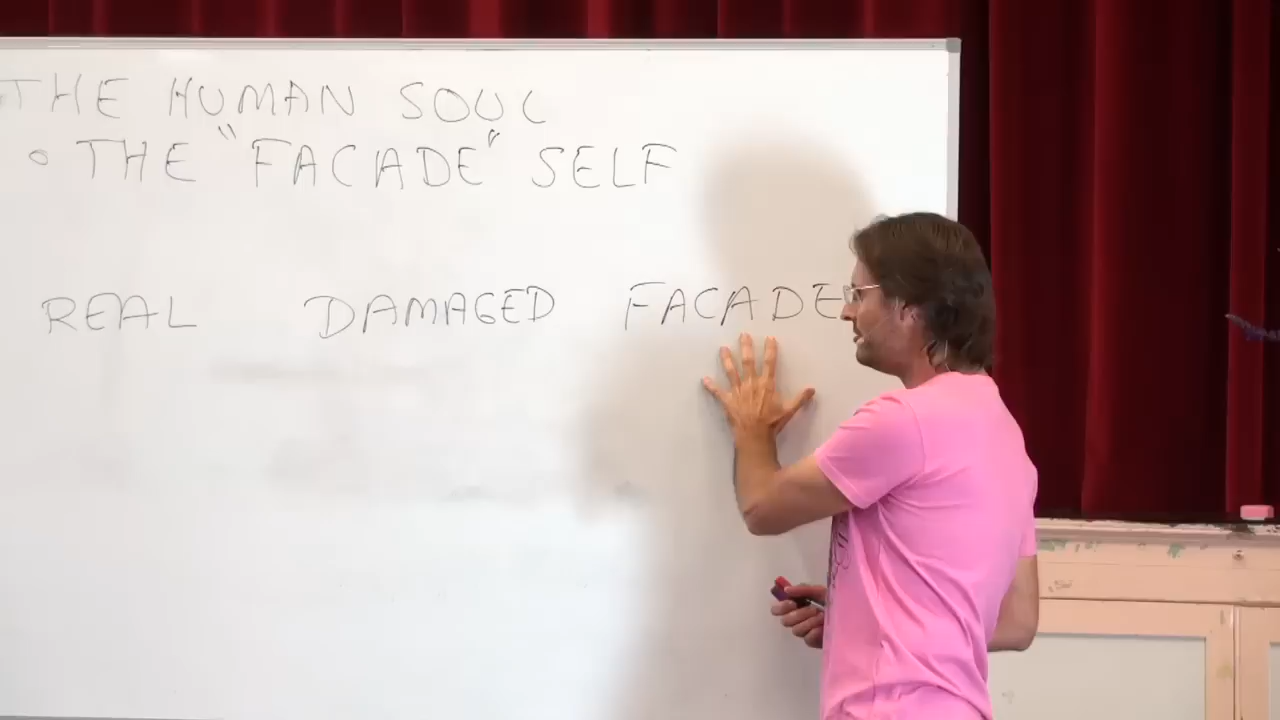 THE HUMAN SOUL
• THE "FACADE" SELF
REAL DAMAGED FACADE